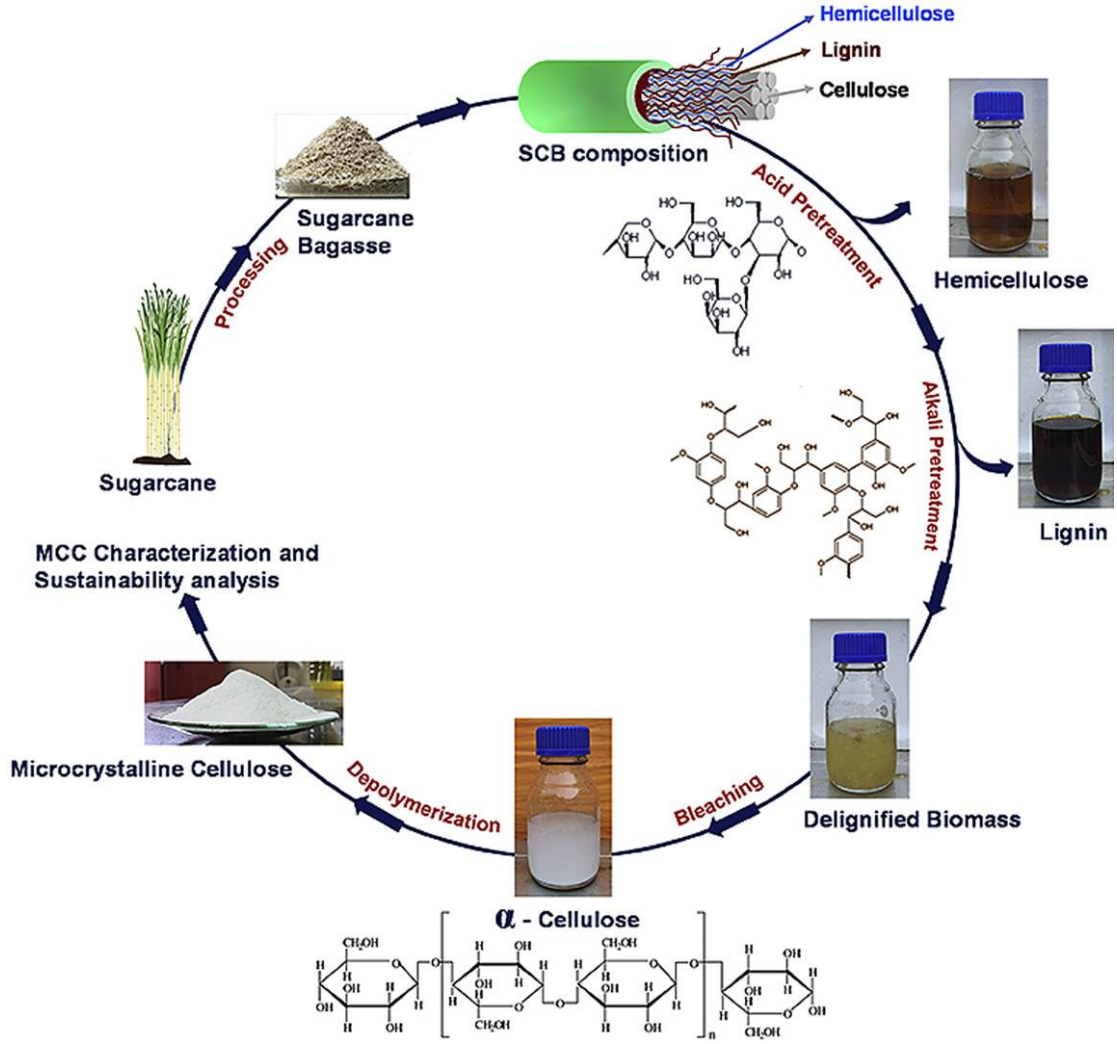 Hemicellulose
Lignin
Cellulose
SCB composition
Sugarcane
Bagasse
Processing
Sugarcane
Acid Pretreatment
Hemicellulose
Alkali Pretreatment
Lignin
Delignified Biomass
Bleaching
α - Cellulose
Depolymerization
Microcrystalline Cellulose
MCC Characterization and
Sustainability analysis